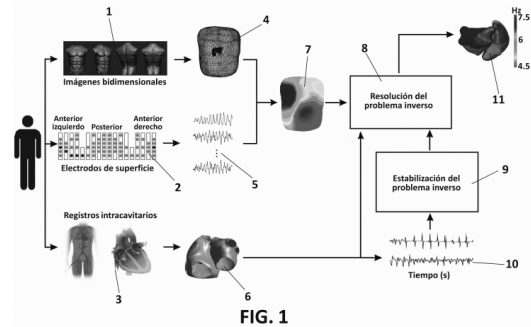 1
4
7
8
Hz
7.5
6
4.5
11
Imágenes bidimensionales
Resolución del
problema inverso
Anterior
izquierdo
Posterior
Anterior
derecho
Electrodos de superficie
2
5
Estabilización del
problema inverso
9
Registros intracavitarios
3
6
Tiempo (s)
10
FIG. 1